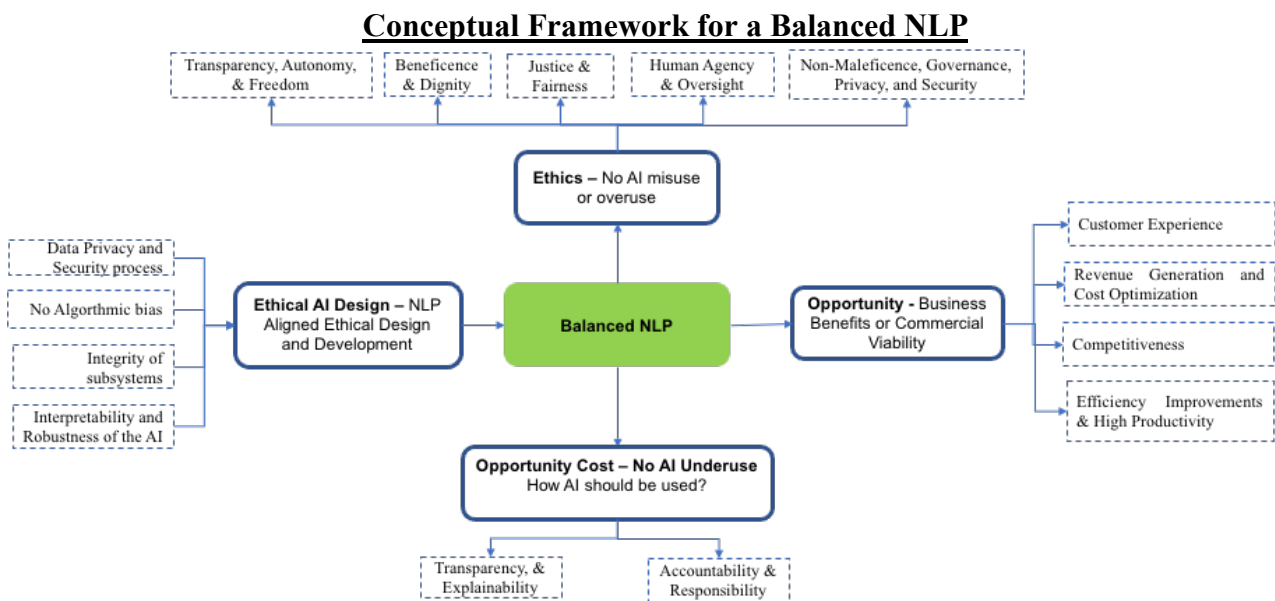 Conceptual Framework for a Balanced NLP
Transparency, Autonomy,
& Freedom
Beneficence
& Dignity
Justice &
Fairness
Human Agency
& Oversight
Non-Maleficence, Governance,
Privacy, and Security
Ethics – No AI misuse
or overuse
Data Privacy and
Security process
No Algorthmic bias
Integrity of
subsystems
Interpretability and
Robustness of the AI
Ethical AI Design – NLP
Aligned Ethical Design
and Development
Balanced NLP
Opportunity - Business
Benefits or Commercial
Viability
Customer Experience
Revenue Generation and
Cost Optimization
Competitiveness
Efficiency Improvements
& High Productivity
Opportunity Cost – No AI Underuse
How AI should be used?
Transparency, &
Explainability
Accountability &
Responsibility